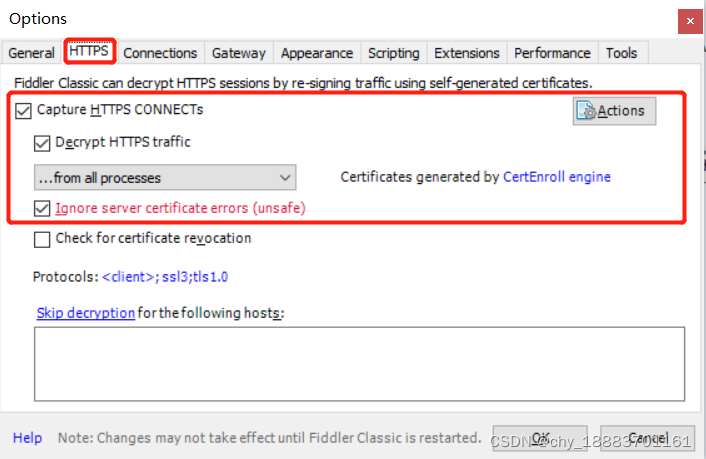 Options
General HTTPS Connections Gateway Appearance Scripting Extensions Performance Tools
Fiddler Classic can decrypt HTTPS sessions by re-signing traffic using self-generated certificates.
Capture HTTPS CONNECTs Actions
Decrypt HTTPS traffic
...from all processes Certificates generated by CertEnroll engine
Ignore server certificate errors (unsafe)
Check for certificate revocation
Protocols: <client>; ssl3;tls1.0
Skip decryption for the following hosts:
Help Note: Changes may not take effect until Fiddler Classic is restarted. OK Cancel
CSDN @chy_18883701161